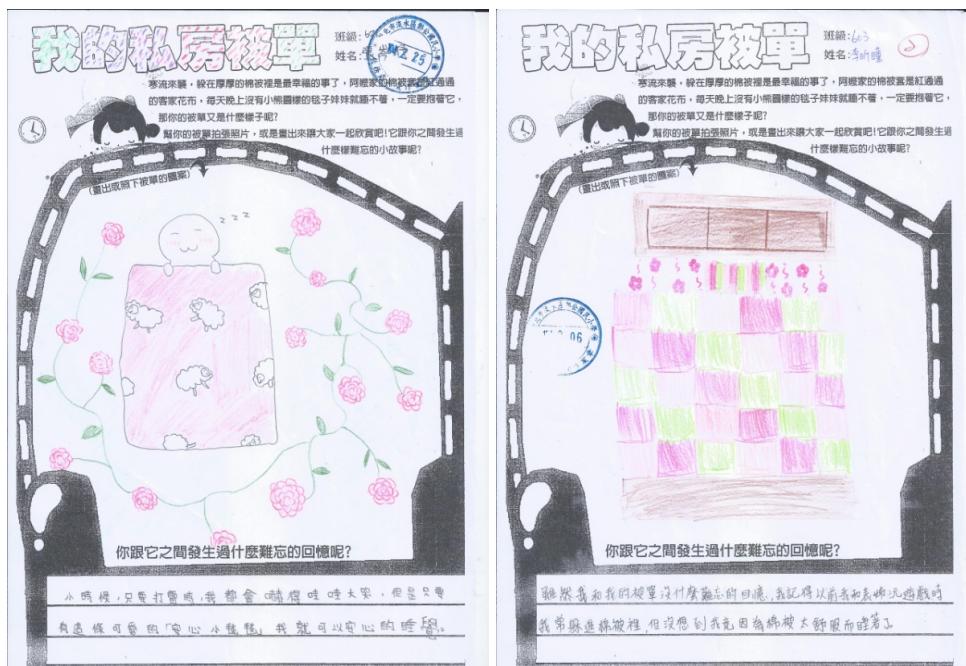 我的私房被單
班級:
姓名:
寒流來襲，躲在厚厚的棉被裡是最幸福的事了，阿嬤家的棉被套是紅通通
的客家花布，每天晚上沒有小熊圖樣的毯子妹妹就睡不著，一定要抱著它，
那你的被單又是什麼樣子呢?
幫你的被單拍張照片，或是畫出來讓大家一起欣賞吧!它跟你之間發生過
什麼樣難忘的小故事呢?
(畫出或照下被單的圖案)
z z z
你跟它之間發生過什麼難忘的回憶呢?
小時候，只要打雷時，我都會嚇得哇哇大哭，但是只要
有這條可愛的「安心小羊毯」我就可以安心的睡覺。
我的私房被單
班級:603
姓名:李昀瞳
寒流來襲，躲在厚厚的棉被裡是最幸福的事了，阿嬤家的棉被套是紅通通
的客家花布，每天晚上沒有小熊圖樣的毯子妹妹就睡不著，一定要抱著它，
那你的被單又是什麼樣子呢?
幫你的被單拍張照片，或是畫出來讓大家一起欣賞吧!它跟你之間發生過
什麼樣難忘的小故事呢?
(畫出或照下被單的圖案)
你跟它之間發生過什麼難忘的回憶呢?
雖然我和我的被單沒什麼難忘的回憶，我記得以前我和表姊玩遊戲時
我常躲進棉被裡，但沒想到我竟因為棉被太舒服而睡著了